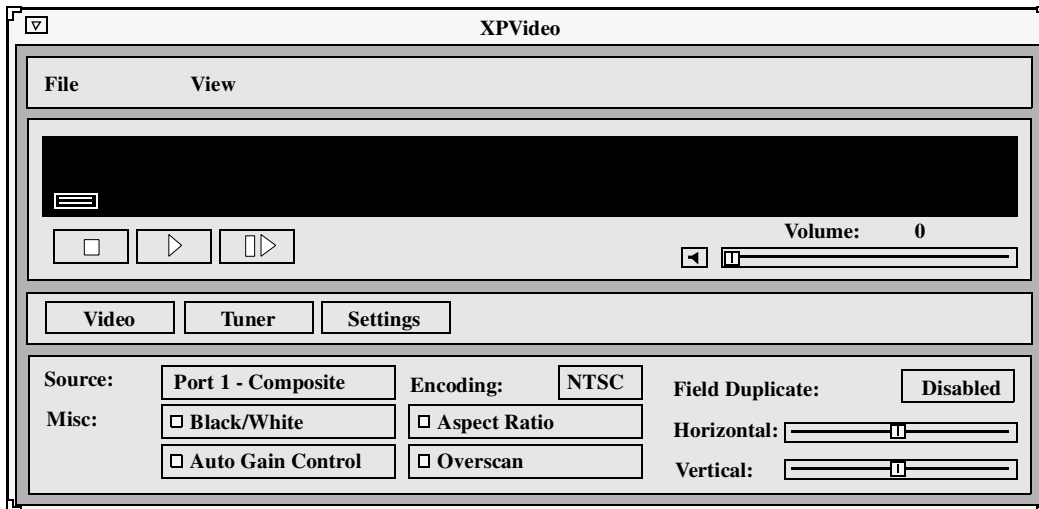 XPVideo
File View
Volume: 0
Video Tuner Settings
Source: Port 1 - Composite Encoding: NTSC Field Duplicate: Disabled
Misc: Black/White Aspect Ratio Horizontal:
Auto Gain Control Overscan Vertical: